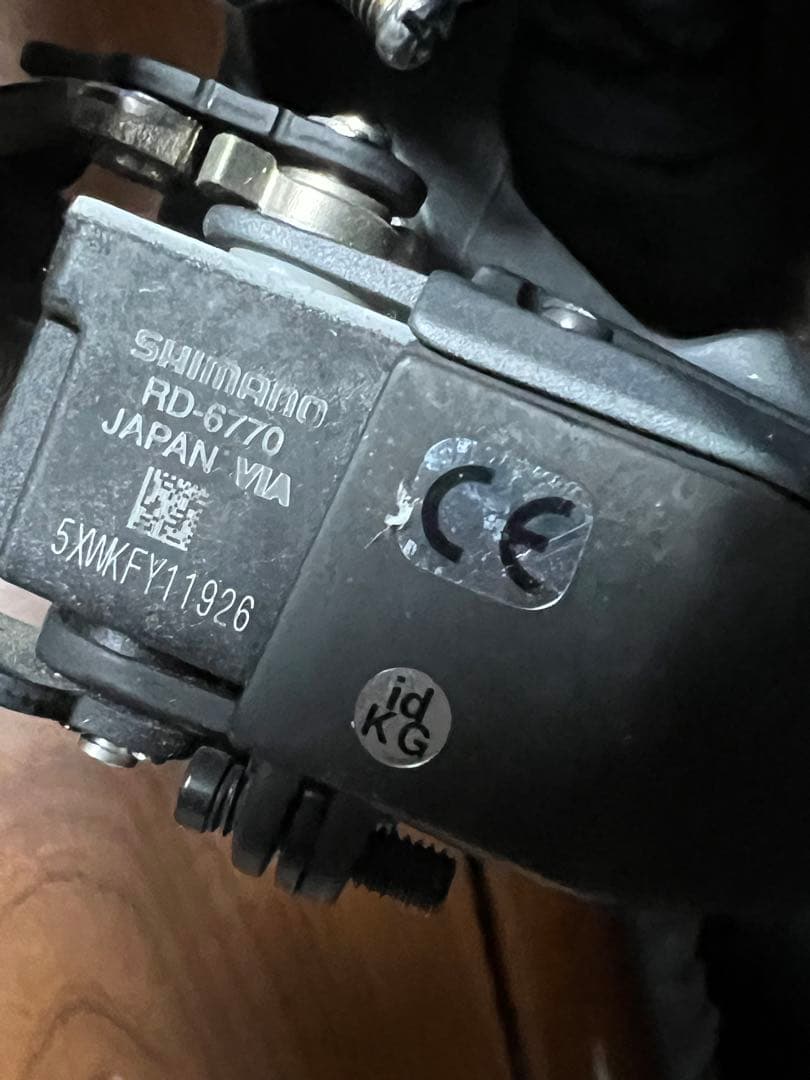 SHIMANO
RD-6770
JAPAN VIA
5XWKFY11926
CE
id
KG